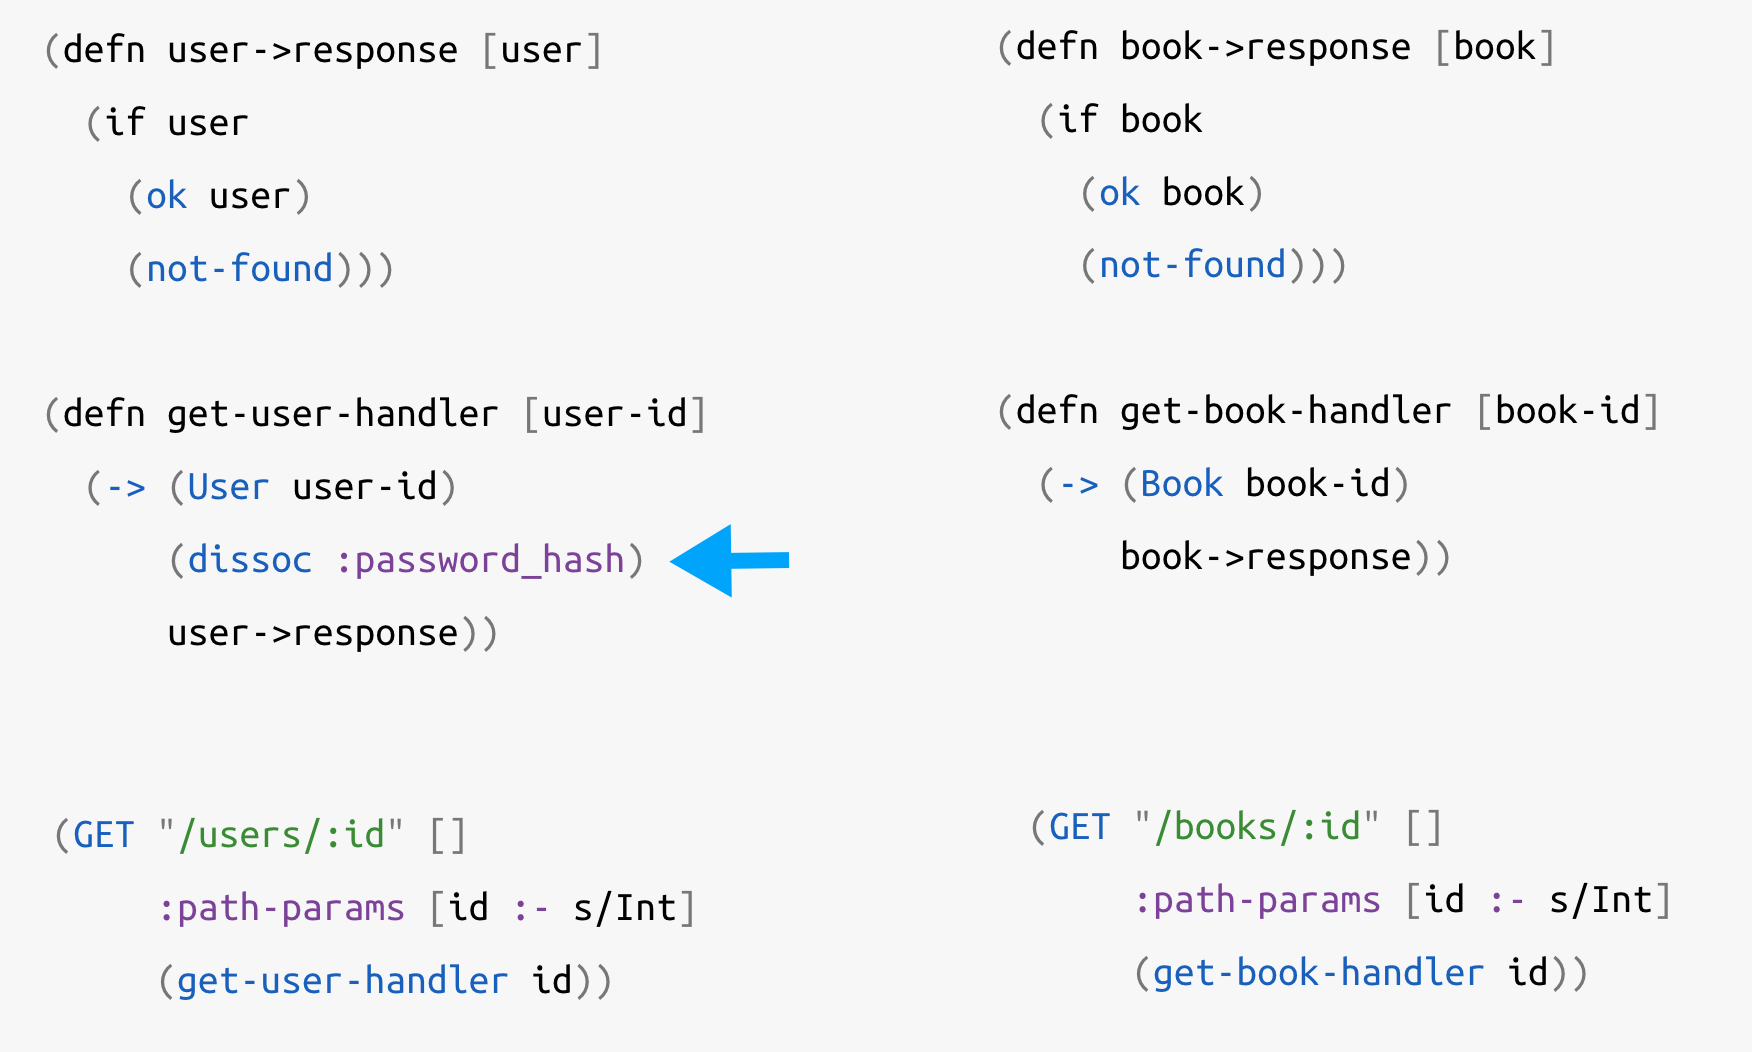 (defn user->response [user]
  (if user
    (ok user)
    (not-found)))
(defn get-user-handler [user-id]
  (-> (User user-id)
      (dissoc :password_hash)
      user->response))
(GET "/users/:id" []
     :path-params [id :- s/Int]
     (get-user-handler id))
(defn book->response [book]
  (if book
    (ok book)
    (not-found)))
(defn get-book-handler [book-id]
  (-> (Book book-id)
      book->response))
(GET "/books/:id" []
     :path-params [id :- s/Int]
     (get-book-handler id))